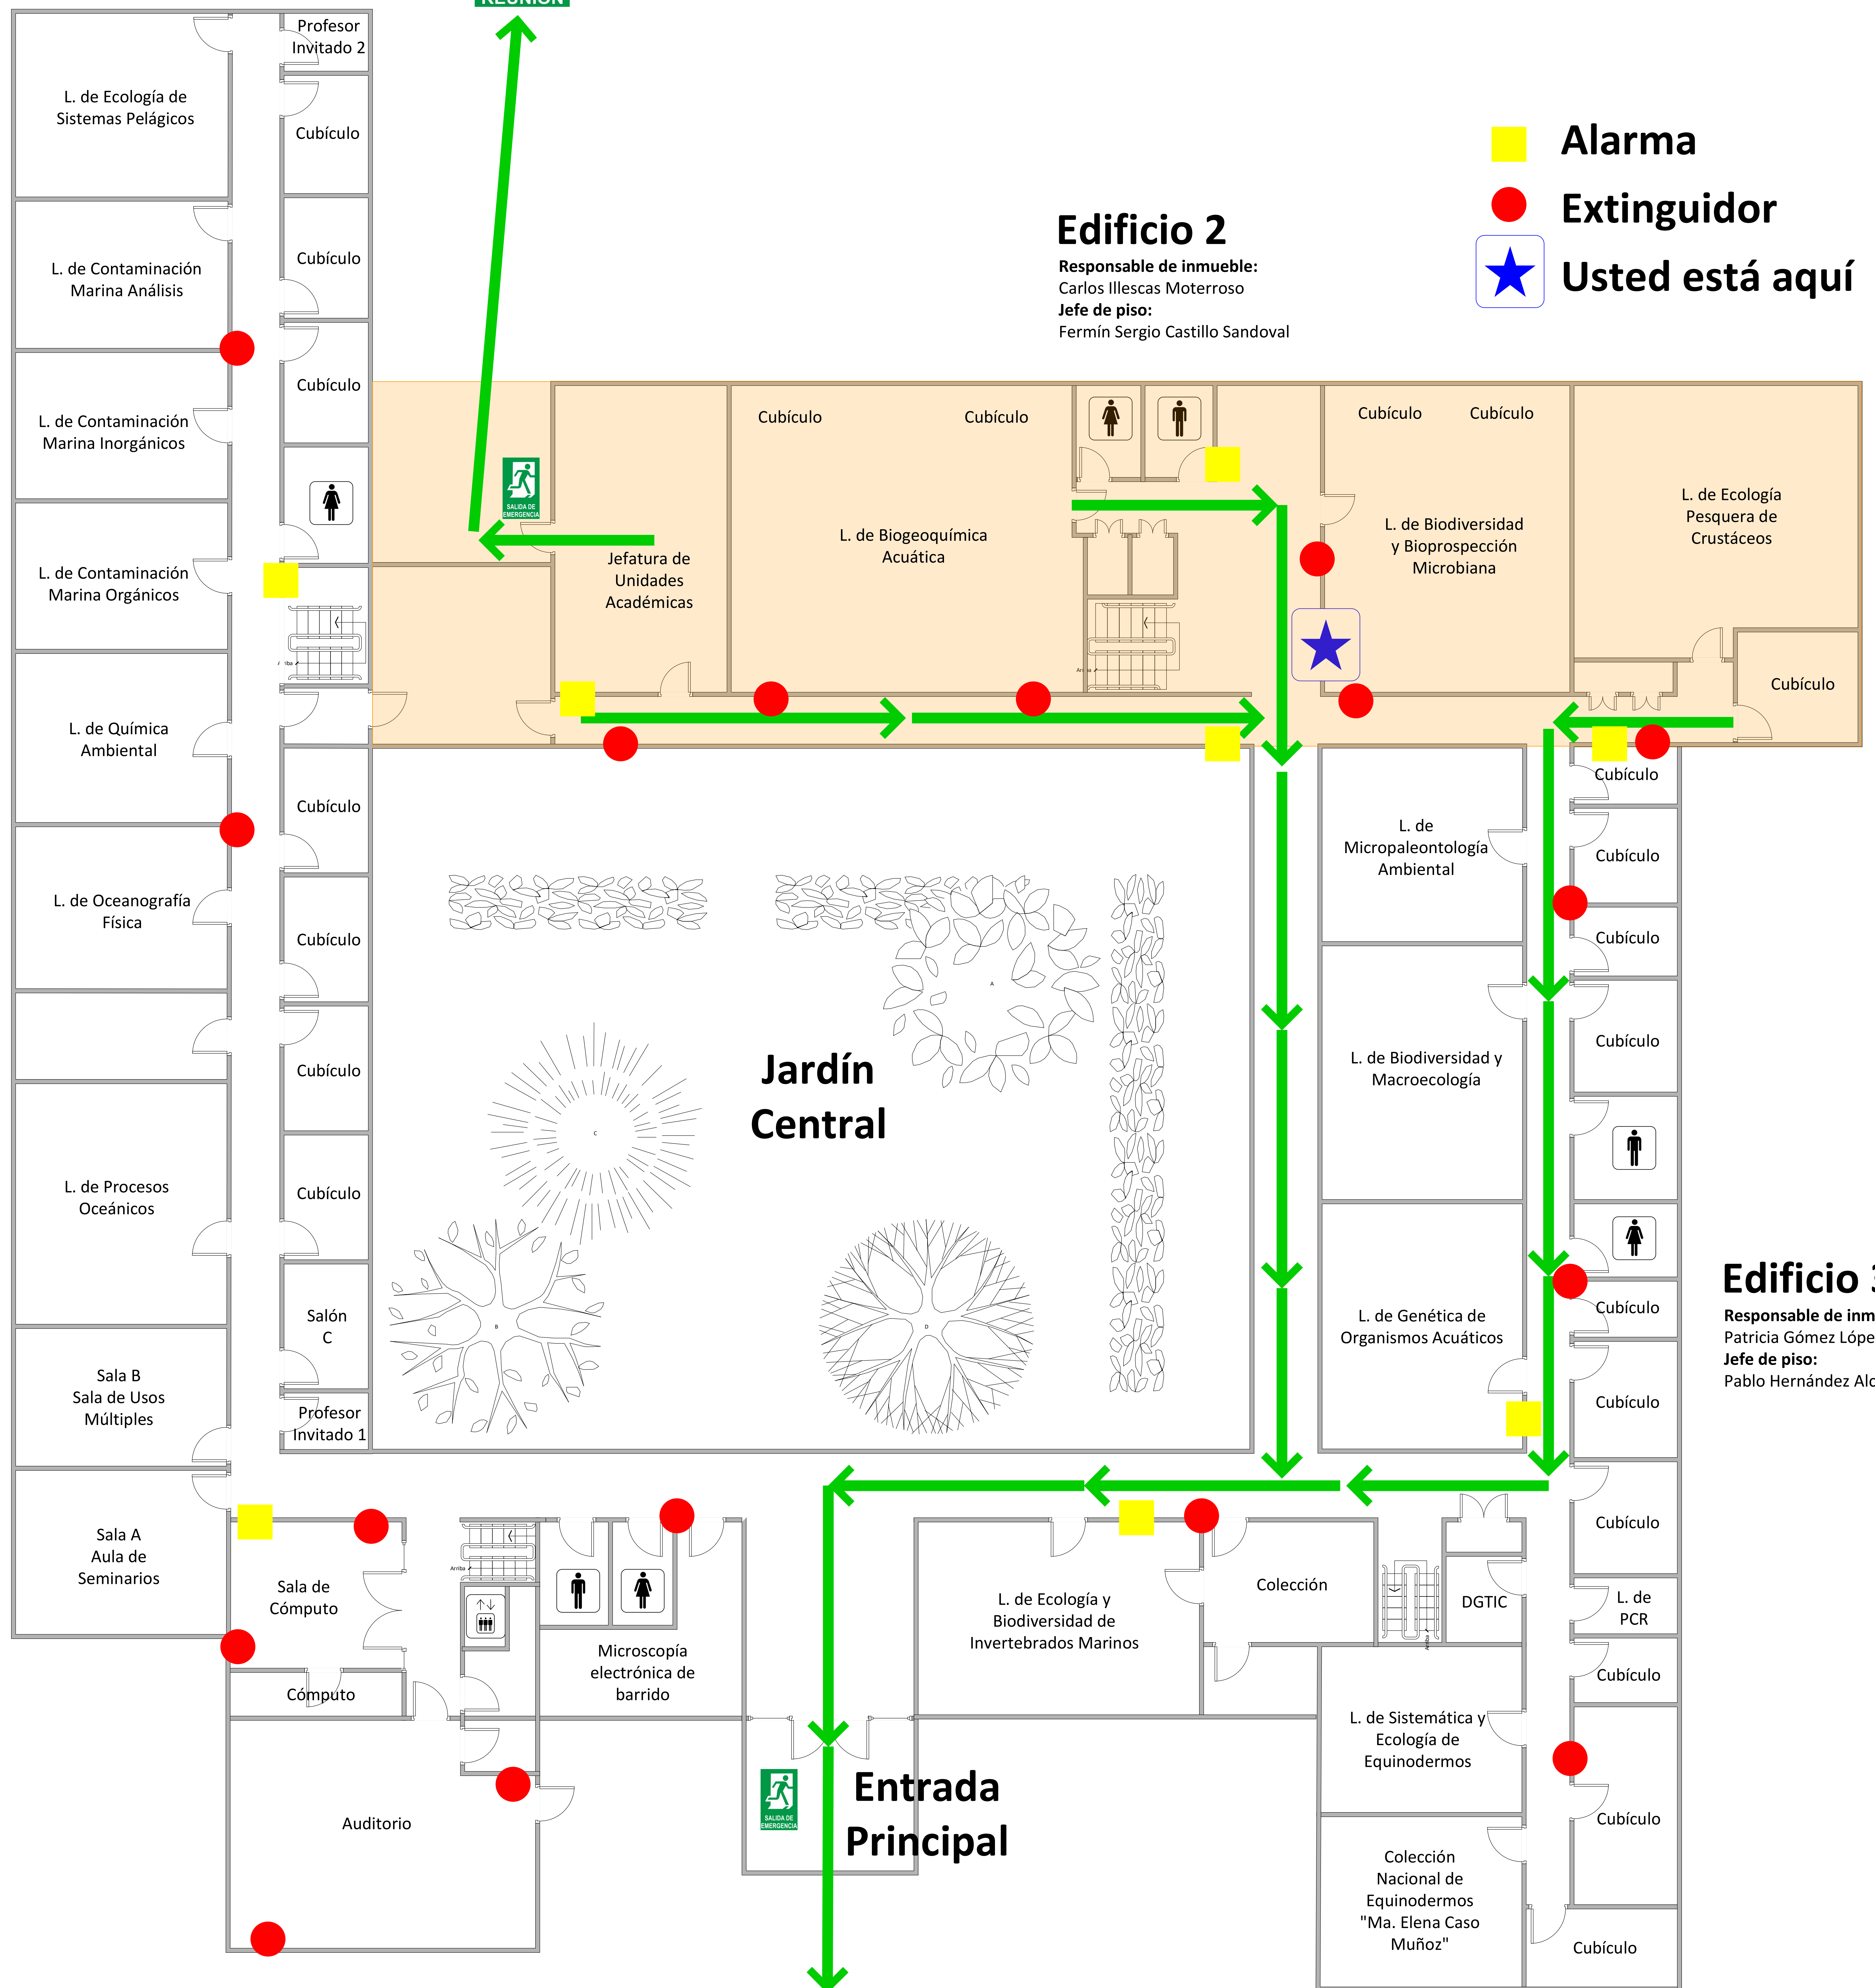 REUNIÓN
Profesor
Invitado 2
L. de Ecología de
Sistemas Pelágicos
Cubículo
L. de Contaminación
Marina Análisis
Cubículo
L. de Contaminación
Marina Inorgánicos
Cubículo
L. de Contaminación
Marina Orgánicos
Arriba
L. de Química
Ambiental
Cubículo
L. de Oceanografía
Física
Cubículo
Cubículo
L. de Procesos
Oceánicos
Cubículo
Salón
C
Sala B
Sala de Usos
Múltiples
Profesor
Invitado 1
Sala A
Aula de
Seminarios
Alarma
Extinguidor
Usted está aquí
Edificio 2
Responsable de inmueble:
Carlos Illescas Moterroso
Jefe de piso:
Fermín Sergio Castillo Sandoval
SALIDA DE
EMERGENCIA
Jefatura de
Unidades
Académicas
Cubículo
Cubículo
L. de Biogeoquímica
Acuática
Arriba
Cubículo
Cubículo
L. de Biodiversidad
y Bioprospección
Microbiana
L. de Ecología
Pesquera de
Crustáceos
Cubículo
Jardín
Central
A
C
B
D
L. de
Micropaleontología
Ambiental
L. de Biodiversidad y
Macroecología
L. de Genética de
Organismos Acuáticos
Cubículo
Cubículo
Cubículo
Cubículo
Cubículo
Cubículo
Cubículo
L. de
PCR
Cubículo
Cubículo
Cubículo
Edificio 3
Responsable de inm
Patricia Gómez Lópe
Jefe de piso:
Pablo Hernández Alc
Sala de
Cómputo
Cómputo
Arriba
Microscopía
electrónica de
barrido
Auditorio
SALIDA DE
EMERGENCIA
Entrada
Principal
L. de Ecología y
Biodiversidad de
Invertebrados Marinos
Colección
Arriba
DGTIC
L. de Sistemática y
Ecología de
Equinodermos
Colección
Nacional de
Equinodermos
"Ma. Elena Caso
Muñoz"